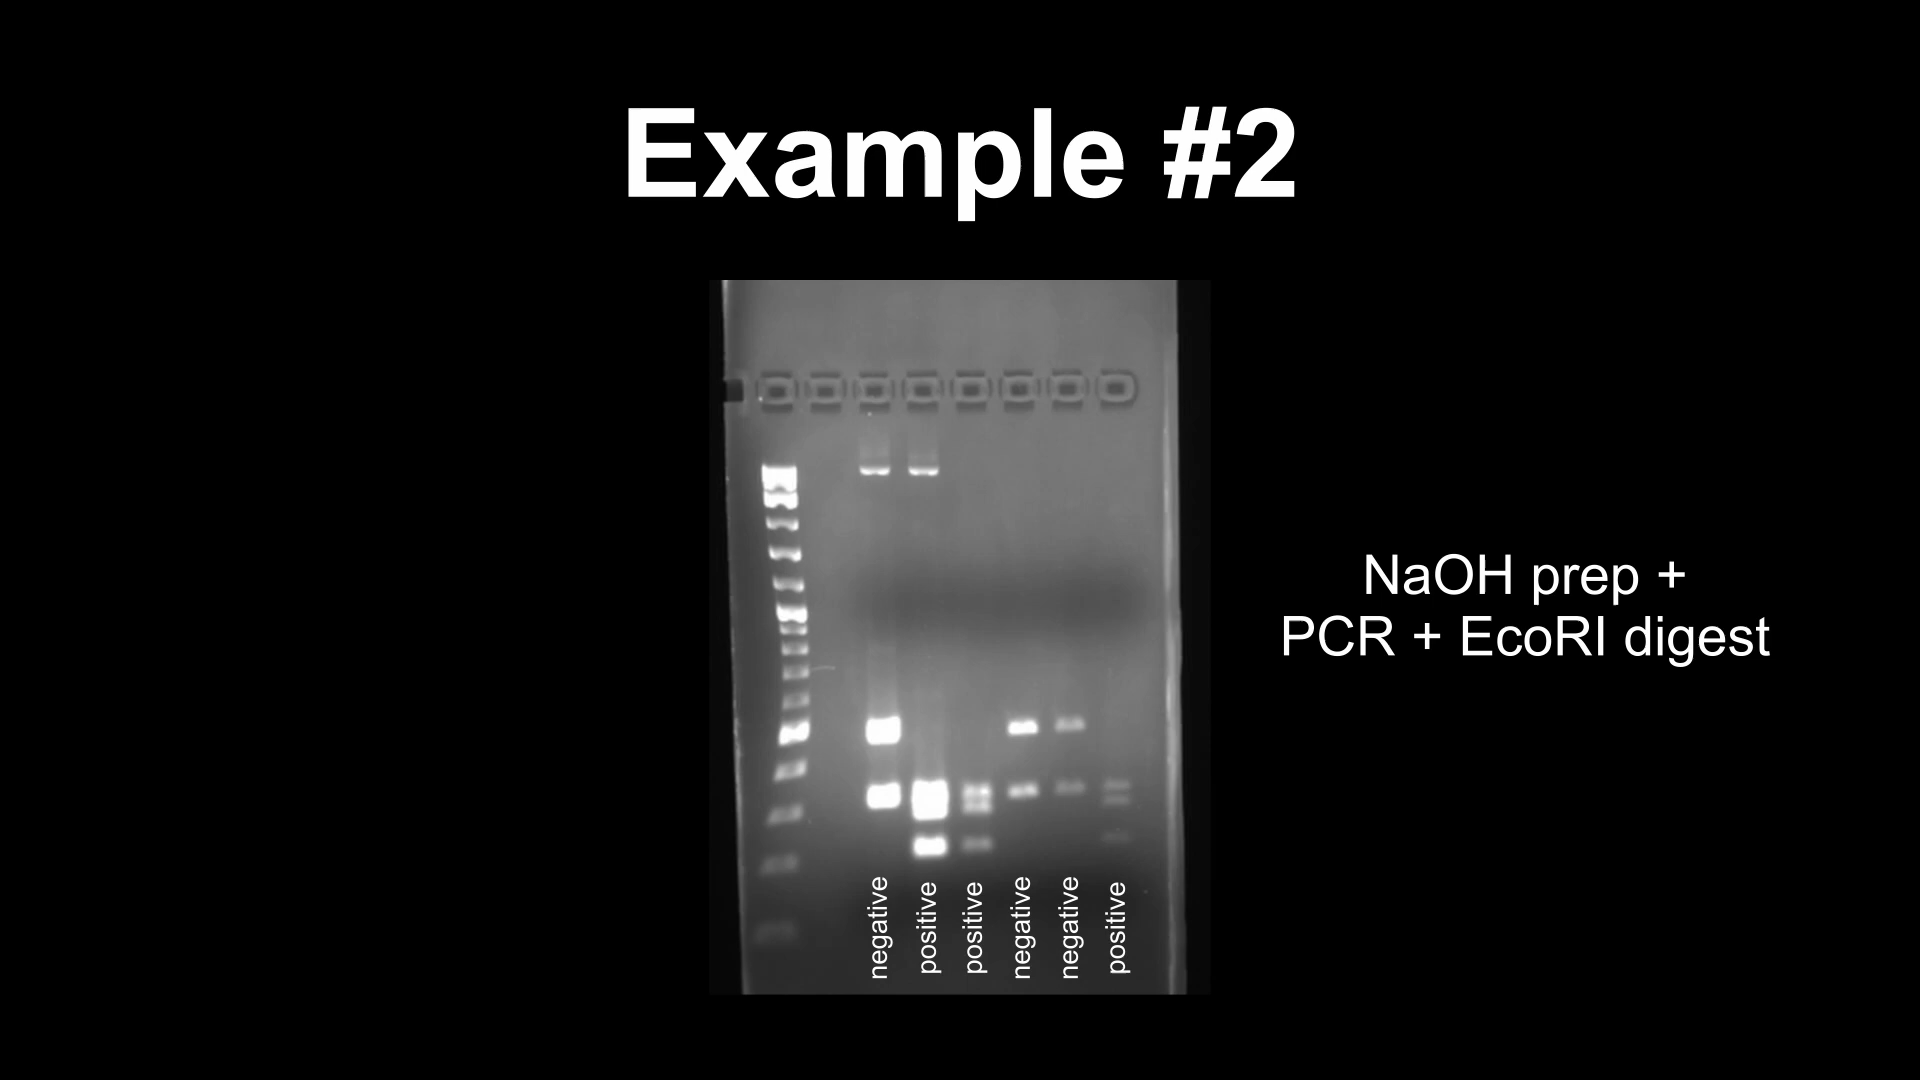 Example #2
NaOH prep +
PCR + EcoRI digest
negative
positive
positive
negative
negative
positive